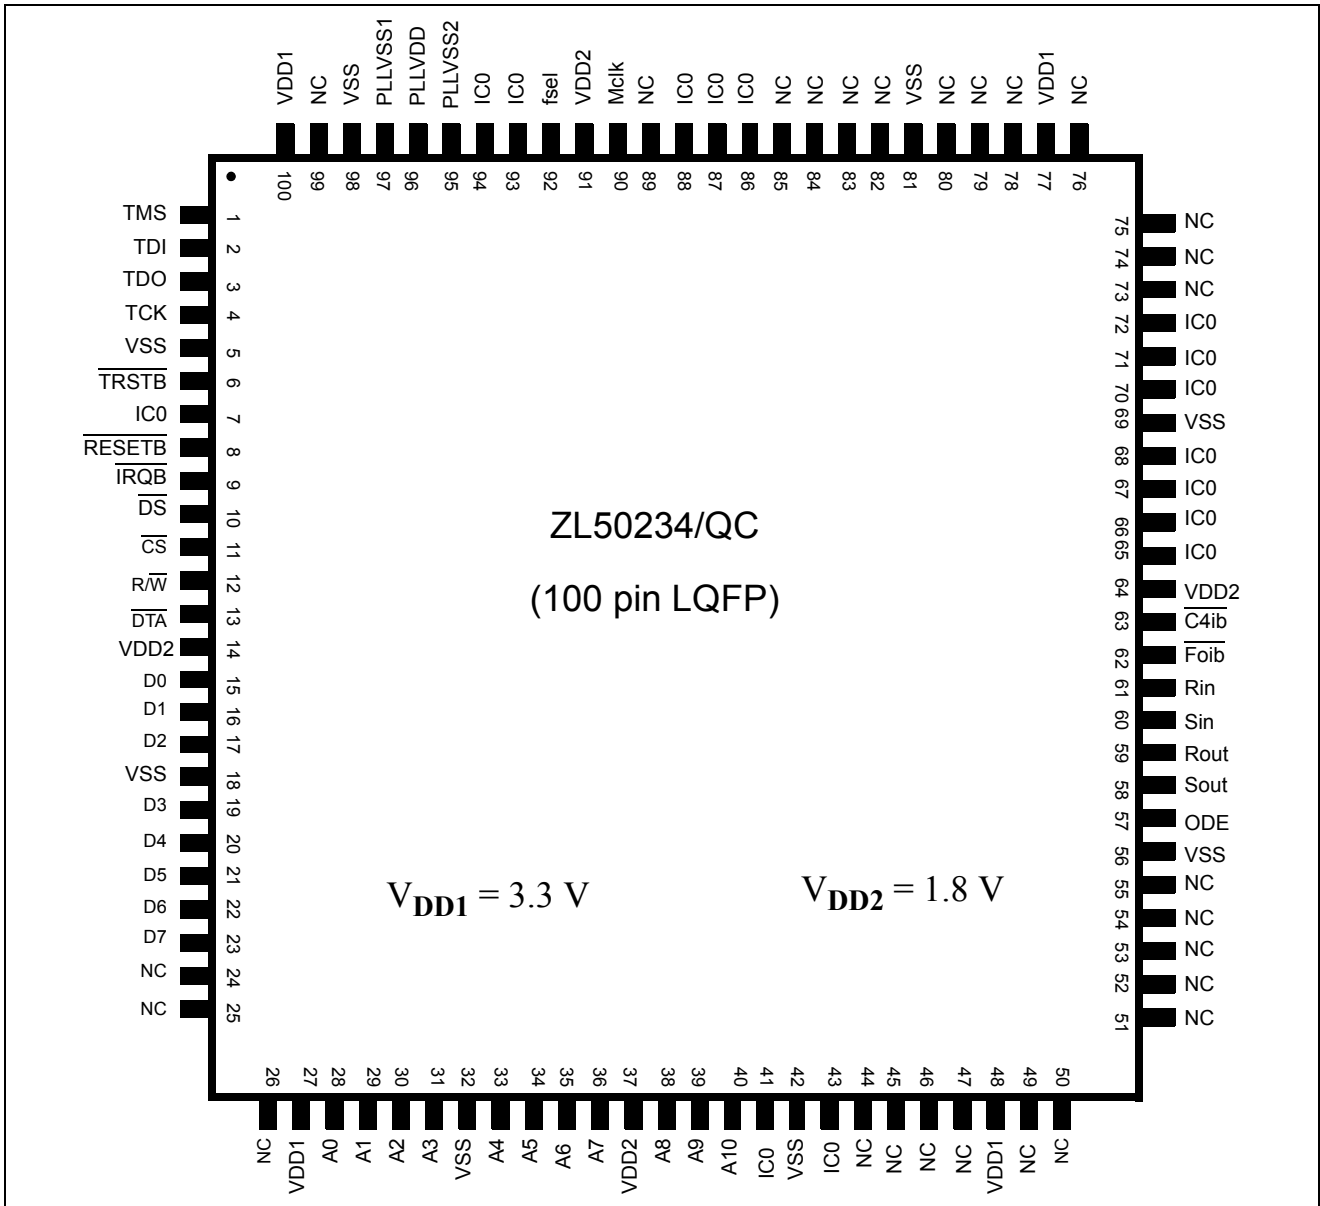 VDD1 NC VSS PLLVSS1 PLLVDD PLLVSS2 IC0 IC0 fsel VDD2 Mclk NC IC0 IC0 IC0 NC NC NC NC VSS NC NC NC VDD1 NC
100 99 98 97 96 95 94 93 92 91 90 89 88 87 86 85 84 83 82 81 80 79 78 77 76
TMS 1
TDI 2
TDO 3
TCK 4
VSS 5
TRSTB 6
IC0 7
RESETB 8
IRQB 9
DS 10
CS 11
R/W 12
DTA 13
VDD2 14
D0 15
D1 16
D2 17
VSS 18
D3 19
D4 20
D5 21
D6 22
D7 23
NC 24
NC 25
ZL50234/QC
(100 pin LQFP)
VDD1 = 3.3 V
VDD2 = 1.8 V
75 NC
74 NC
73 NC
72 IC0
71 IC0
70 IC0
69 VSS
68 IC0
67 IC0
66 IC0
65 IC0
64 VDD2
63 C4ib
62 Foib
61 Rin
60 Sin
59 Rout
58 Sout
57 ODE
56 VSS
55 NC
54 NC
53 NC
52 NC
51 NC
26 27 28 29 30 31 32 33 34 35 36 37 38 39 40 41 42 43 44 45 46 47 48 49 50
NC VDD1 A0 A1 A2 A3 VSS A4 A5 A6 A7 VDD2 A8 A9 A10 IC0 VSS IC0 NC NC NC NC VDD1 NC NC